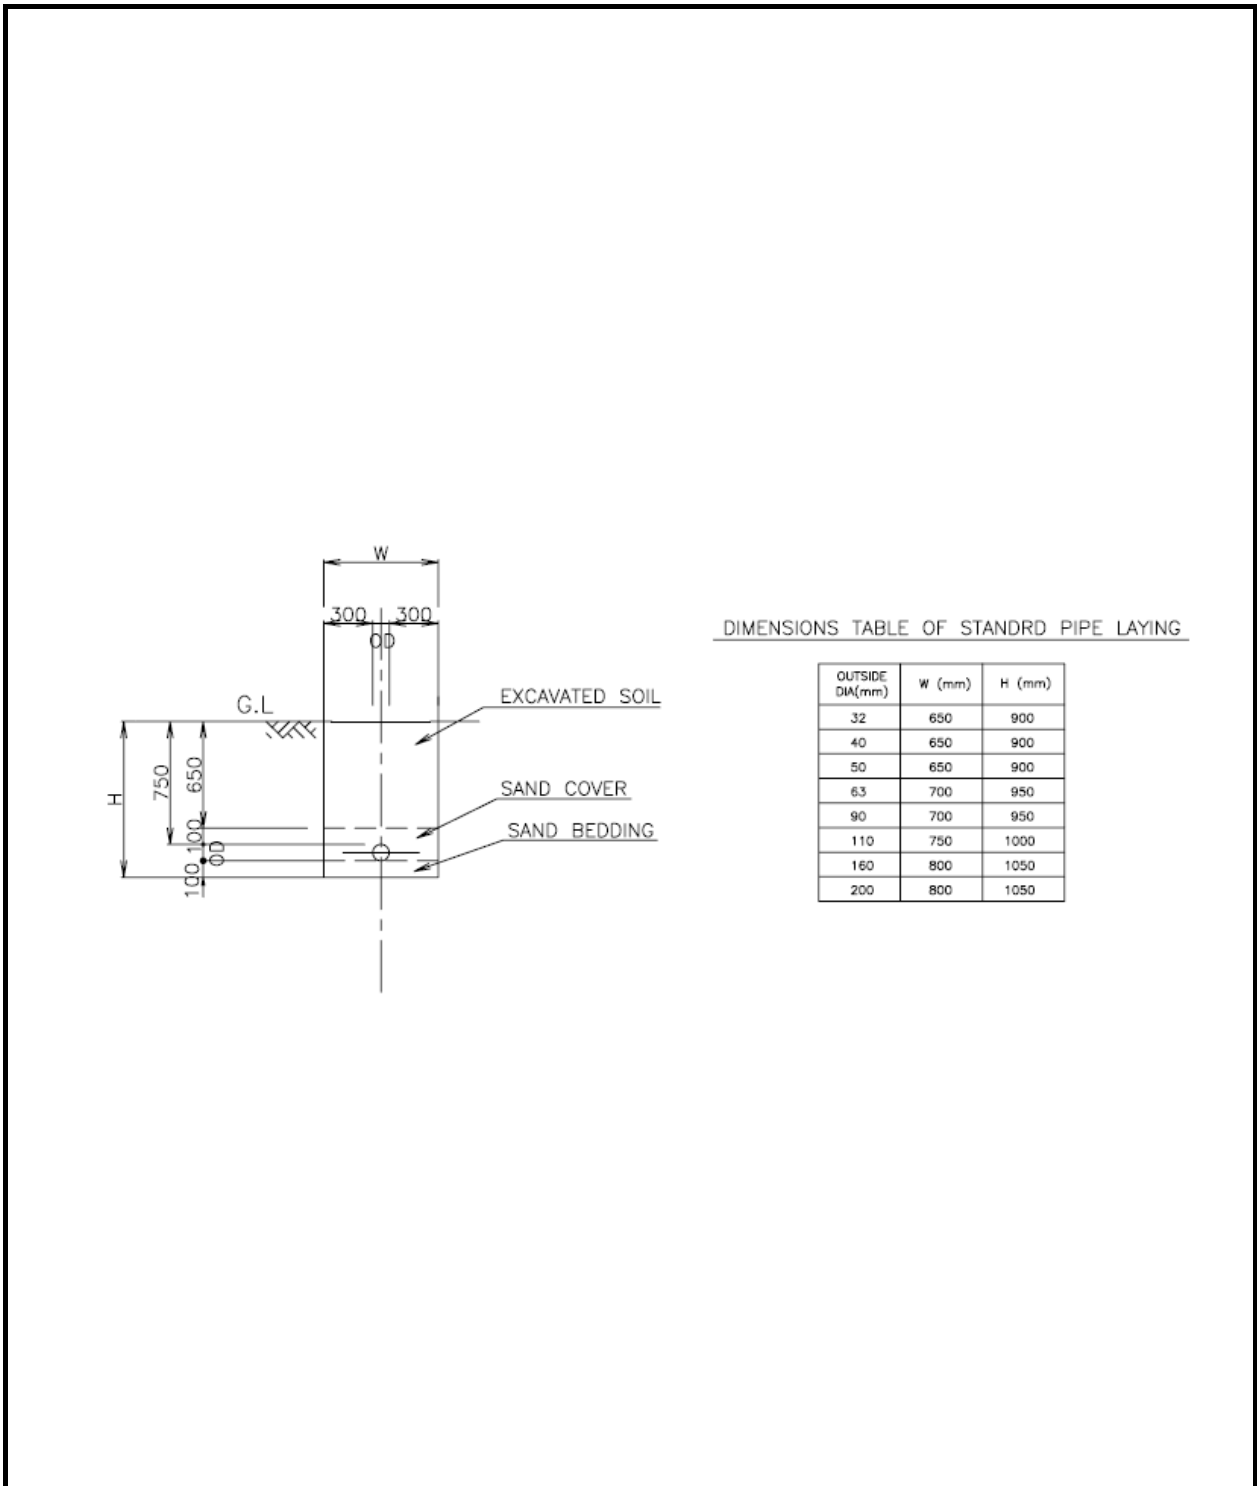 W
300 300
OD
G.L
EXCAVATED SOIL
H
750
650
SAND COVER
100
OD
SAND BEDDING
100
DIMENSIONS TABLE OF STANDRD PIPE LAYING
OUTSIDE DIA(mm) W (mm) H (mm)
32 650 900
40 650 900
50 650 900
63 700 950
90 700 950
110 750 1000
160 800 1050
200 800 1050